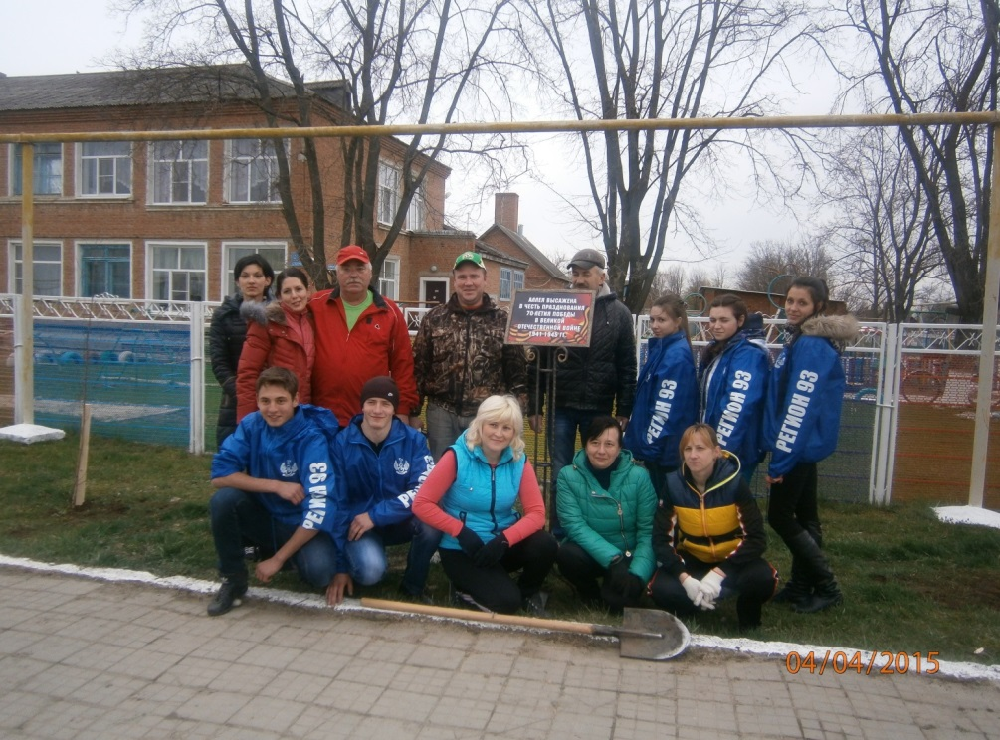 АЛЛЕЯ ВЫСАЖЕНА
В ЧЕСТЬ ПРАЗДНОВАНИЯ
70-ЛЕТИЯ ПОБЕДЫ
В ВЕЛИКОЙ
ОТЕЧЕСТВЕННОЙ ВОЙНЕ
1941-1945 ГГ.
РЕГИОН 93
РЕГИОН 93
РЕГИОН 93
РЕГИОН 93
РЕГИОН
04/04/2015